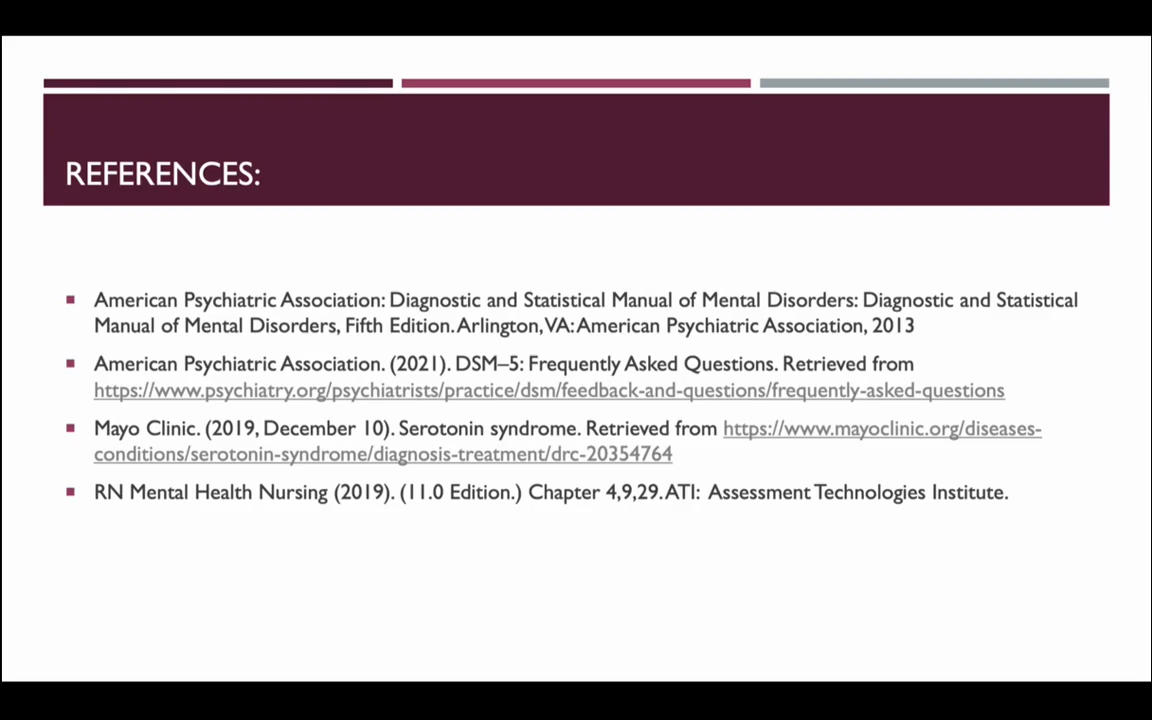 REFERENCES:
American Psychiatric Association: Diagnostic and Statistical Manual of Mental Disorders: Diagnostic and Statistical
Manual of Mental Disorders, Fifth Edition. Arlington, VA: American Psychiatric Association, 2013
American Psychiatric Association. (2021). DSM–5: Frequently Asked Questions. Retrieved from
https://www.psychiatry.org/psychiatrists/practice/dsm/feedback-and-questions/frequently-asked-questions
Mayo Clinic. (2019, December 10). Serotonin syndrome. Retrieved from https://www.mayoclinic.org/diseases-
conditions/serotonin-syndrome/diagnosis-treatment/drc-20354764
RN Mental Health Nursing (2019). (11.0 Edition.) Chapter 4,9,29. ATI: Assessment Technologies Institute.